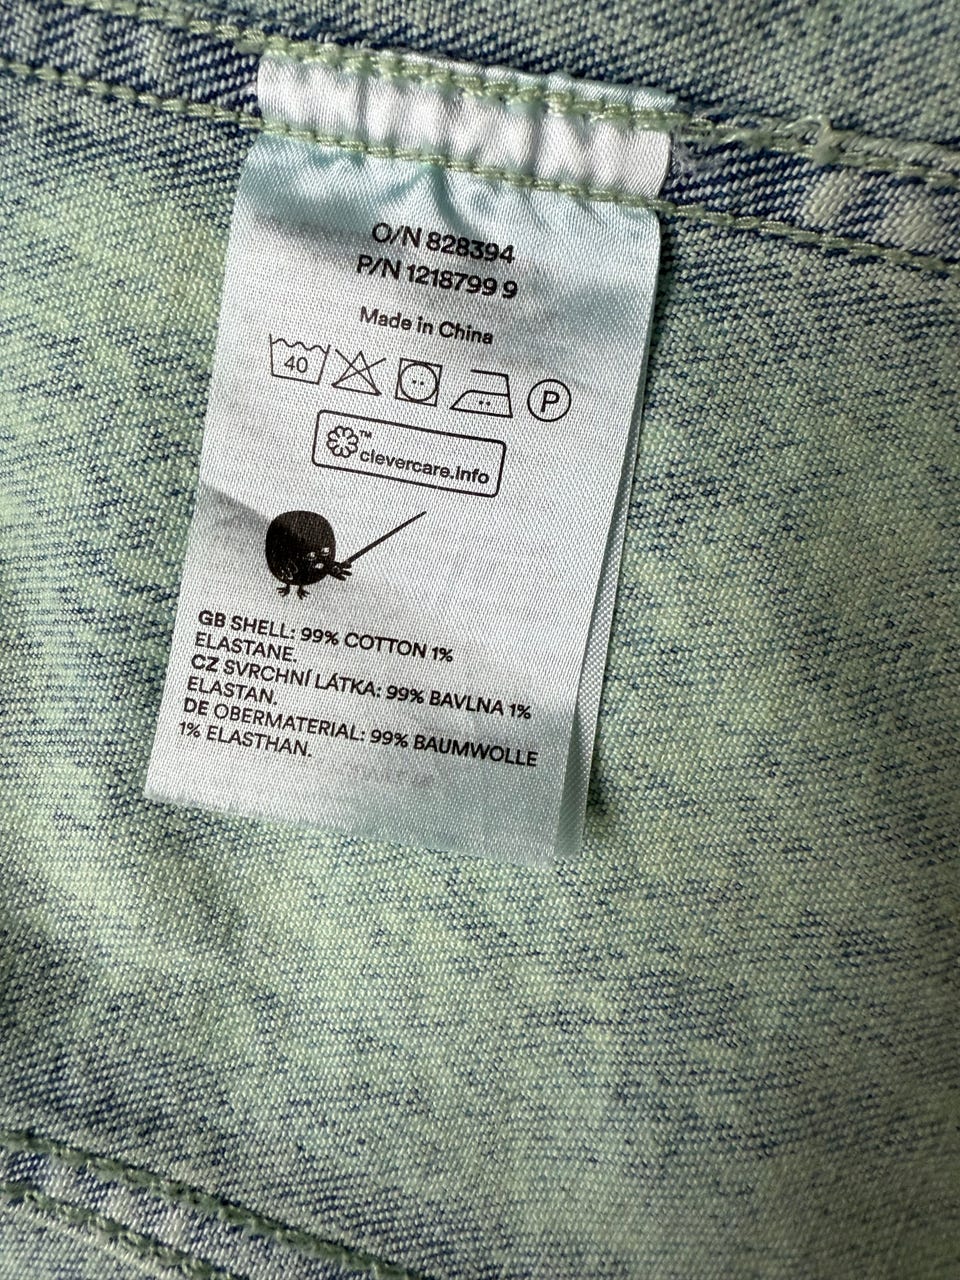 O/N 828394
P/N 1218799 9
Made in China
40
P
TM
clevercare.info
GB SHELL: 99% COTTON 1%
ELASTANE.
CZ SVRCHNÍ LÁTKA: 99% BAVLNA 1%
ELASTAN.
DE OBERMATERIAL: 99% BAUMWOLLE
1% ELASTHAN.